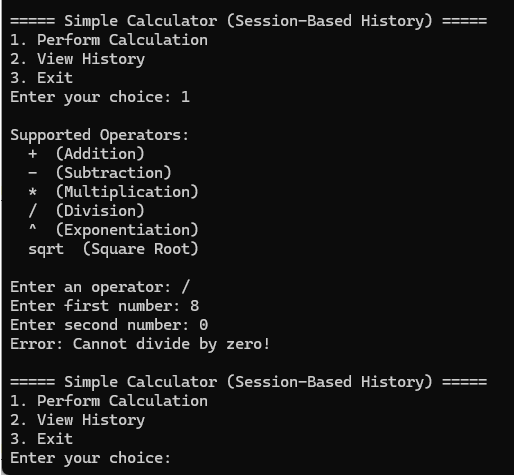 ===== Simple Calculator (Session-Based History) =====
1. Perform Calculation
2. View History
3. Exit
Enter your choice: 1
Supported Operators:
+ (Addition)
- (Subtraction)
* (Multiplication)
/ (Division)
^ (Exponentiation)
sqrt (Square Root)
Enter an operator: /
Enter first number: 8
Enter second number: 0
Error: Cannot divide by zero!
===== Simple Calculator (Session-Based History) =====
1. Perform Calculation
2. View History
3. Exit
Enter your choice: